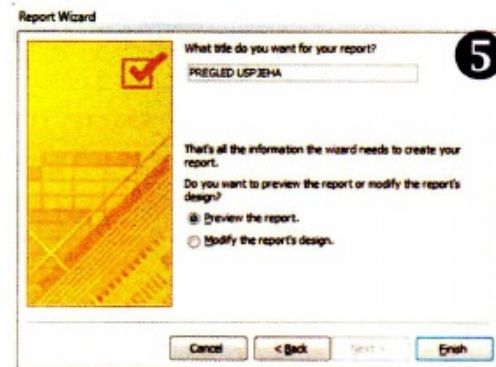 Report Wizard
What title do you want for your report?
5
PREGLED USPJEHA
That's all the information the wizard needs to create your
report.
Do you want to preview the report or modify the report's
design?
Preview the report.
Modify the report's design.
Cancel
< Back
Next >
Finish